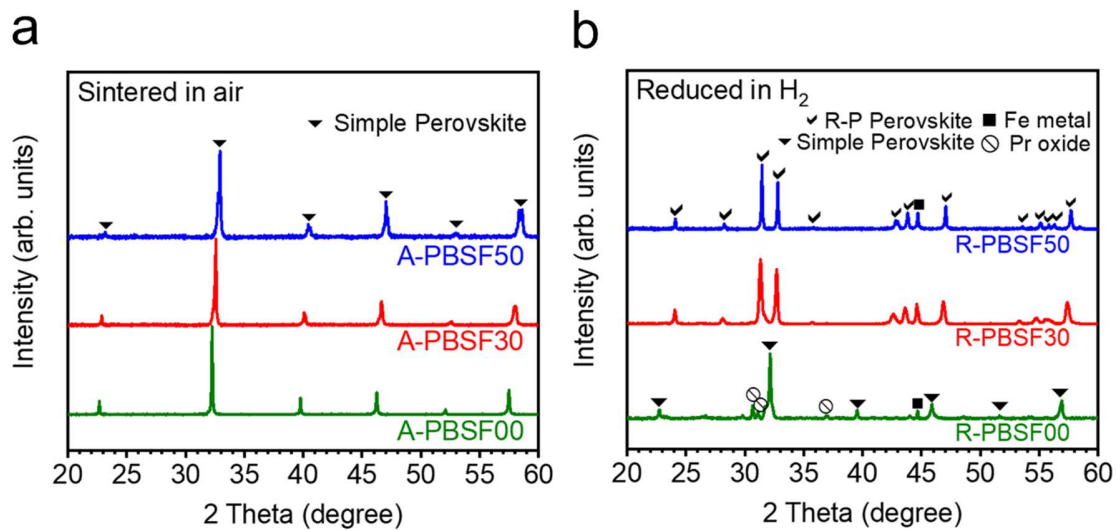 a
Sintered in air
Simple Perovskite
A-PBSF50
A-PBSF30
A-PBSF00
Intensity (arb. units)
20 25 30 35 40 45 50 55 60
2 Theta (degree)
b
Reduced in H₂
R-P Perovskite Fe metal
Simple Perovskite Pr oxide
R-PBSF50
R-PBSF30
R-PBSF00
Intensity (arb. units)
20 25 30 35 40 45 50 55 60
2 Theta (degree)